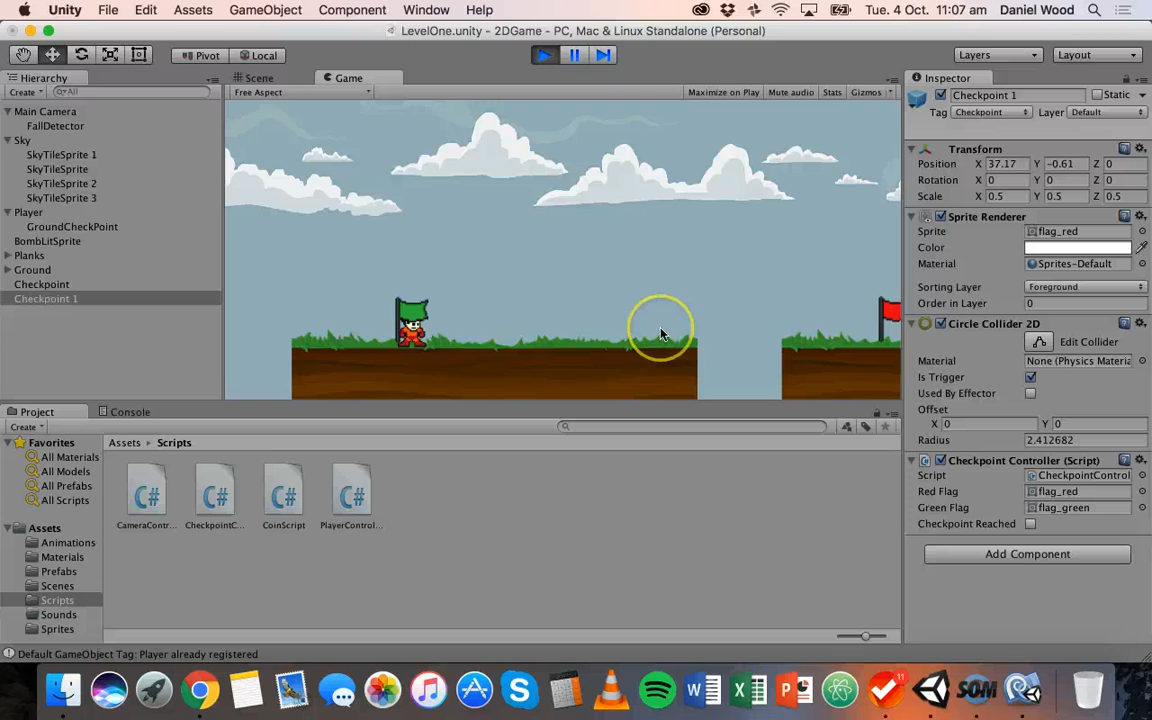 Unity File Edit Assets GameObject Component Window Help Tue. 4 Oct. 11:07 am Daniel Wood
LevelOne.unity - 2DGame - PC, Mac & Linux Standalone (Personal)
Pivot Local Layers Layout
Hierarchy Scene Game Inspector
Create All Free Aspect Maximize on Play Mute audio Stats Gizmos
Checkpoint 1 Static
Tag Checkpoint Layer Default
Main Camera
FallDetector
Sky
SkyTileSprite 1
SkyTileSprite
SkyTileSprite 2
SkyTileSprite 3
Player
GroundCheckPoint
BombLitSprite
Planks
Ground
Checkpoint
Checkpoint 1
Transform
Position X 37.17 Y -0.61 Z 0
Rotation X 0 Y 0 Z 0
Scale X 0.5 Y 0.5 Z 0.5
Sprite Renderer
Sprite flag_red
Color
Material Sprites-Default
Sorting Layer Foreground
Order in Layer 0
Circle Collider 2D
Edit Collider
Material None (Physics Materia
Is Trigger
Used By Effector
Offset
X 0 Y 0
Radius 2.412682
Checkpoint Controller (Script)
Script CheckpointControl
Red Flag flag_red
Green Flag flag_green
Checkpoint Reached
Add Component
Project Console
Create
Favorites
All Materials
All Models
All Prefabs
All Scripts
Assets
Animations
Materials
Prefabs
Scenes
Scripts
Sounds
Sprites
Assets Scripts
C# C# C# C#
CameraContr... CheckpointC... CoinScript PlayerControl...
Default GameObject Tag: Player already registered
11
SOM